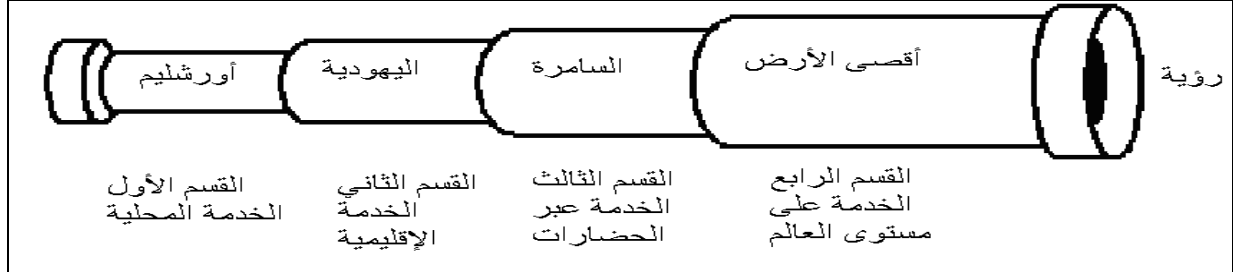 أورشليم
اليهودية
السامرة
أقصى الأرض
رؤية
القسم الأول
الخدمة المحلية
القسم الثاني
الخدمة
الإقليمية
القسم الثالث
الخدمة عبر
الحضارات
القسم الرابع
الخدمة على
مستوى العالم